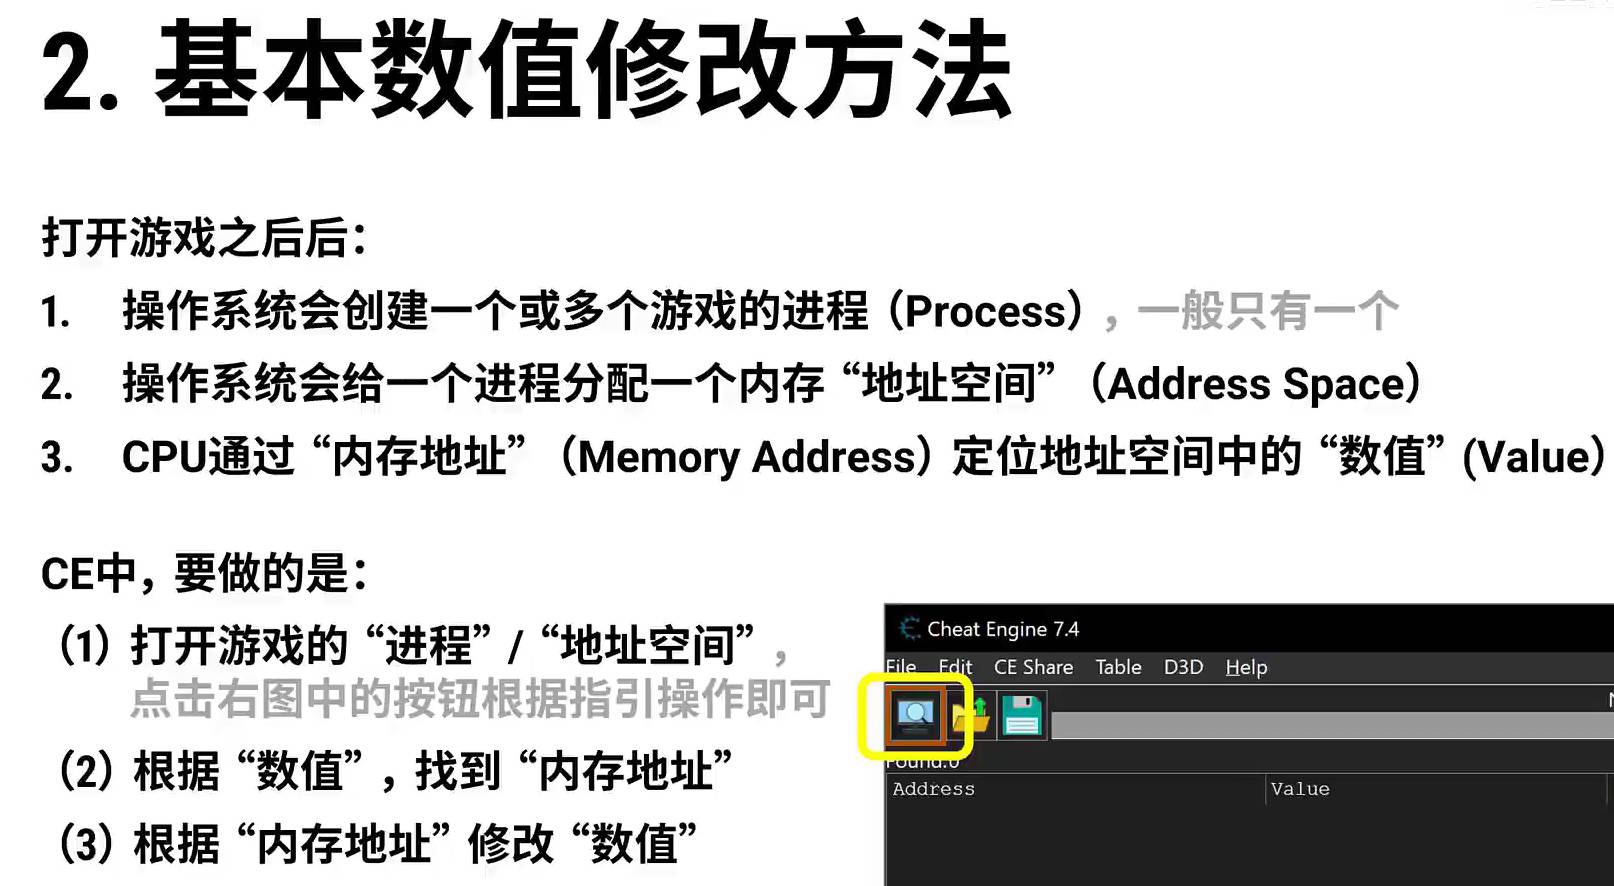 2. 基本数值修改方法
打开游戏之后后：
1. 操作系统会创建一个或多个游戏的进程（Process），一般只有一个
2. 操作系统会给一个进程分配一个内存“地址空间”（Address Space）
3. CPU通过“内存地址”（Memory Address）定位地址空间中的“数值”(Value）
CE中，要做的是：
（1）打开游戏的“进程” / “地址空间”，
点击右图中的按钮根据指引操作即可
（2）根据“数值”，找到“内存地址”
（3）根据“内存地址”修改“数值”
Cheat Engine 7.4
File Edit CE Share Table D3D Help
Found:0
Address Value